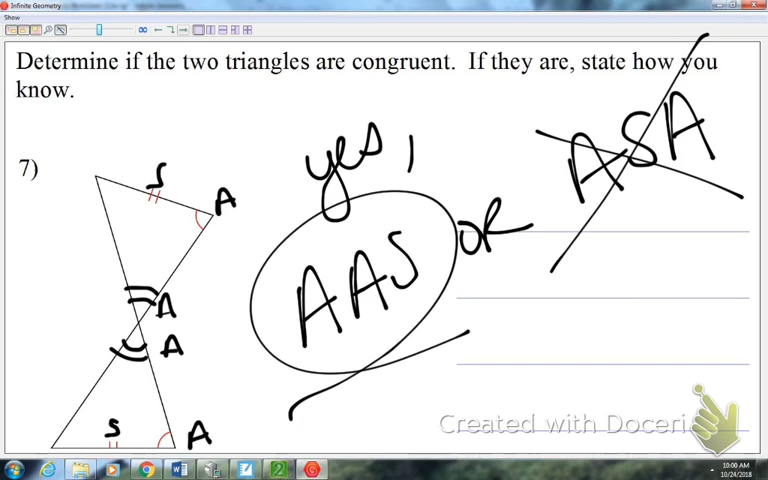 Infinite Geometry
Show
Determine if the two triangles are congruent. If they are, state how you
know.
7)
S
A
yes,
ASA
OR
AAS
A
A
S
A
Created with Doceri
10:00 AM
10/24/2018